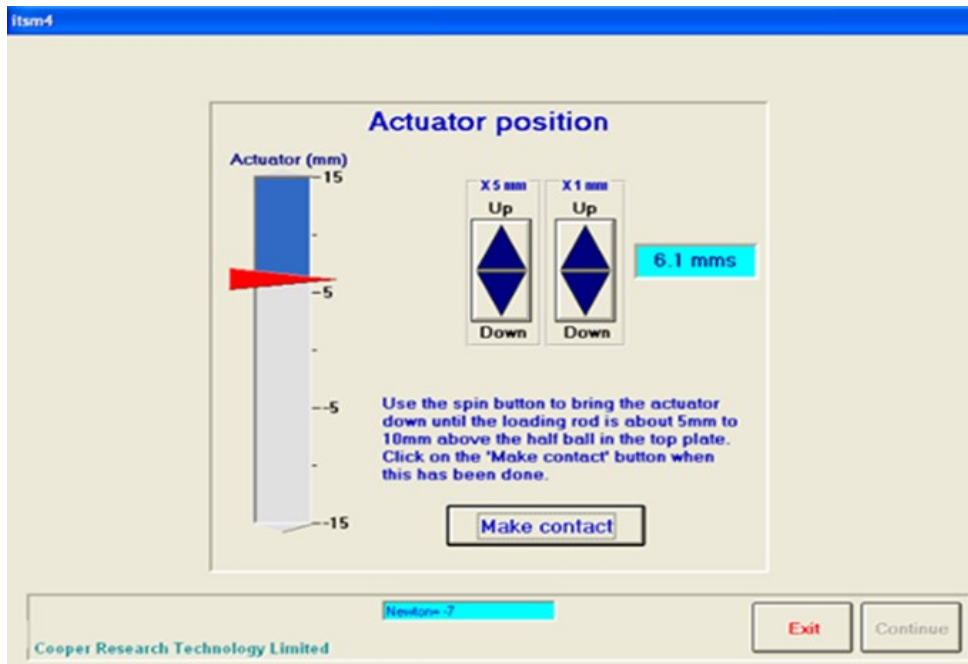 itsm4
Actuator position
Actuator (mm)
15
5
-5
-15
X 5 mm
Up
Down
X 1 mm
Up
Down
6.1 mms
Use the spin button to bring the actuator
down until the loading rod is about 5mm to
10mm above the half ball in the top plate.
Click on the 'Make contact' button when
this has been done.
Make contact
Newton= -7
Exit
Continue
Cooper Research Technology Limited